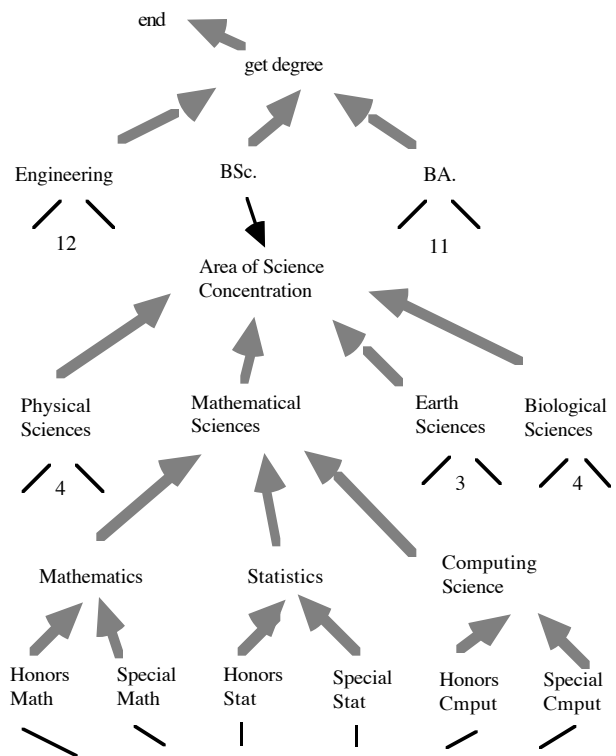 end
get degree
Engineering
BSc.
BA.
12
11
Area of Science
Concentration
Physical
Sciences
Mathematical
Sciences
Earth
Sciences
Biological
Sciences
4
3
4
Mathematics
Statistics
Computing
Science
Honors
Math
Special
Math
Honors
Stat
Special
Stat
Honors
Cmput
Special
Cmput